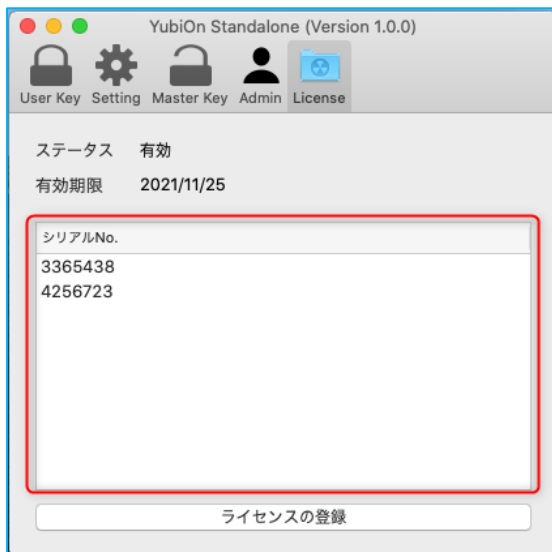 YubiOn Standalone (Version 1.0.0)
User Key Setting Master Key Admin License
ステータス 有効
有効期限 2021/11/25
シリアルNo.
3365438
4256723
ライセンスの登録